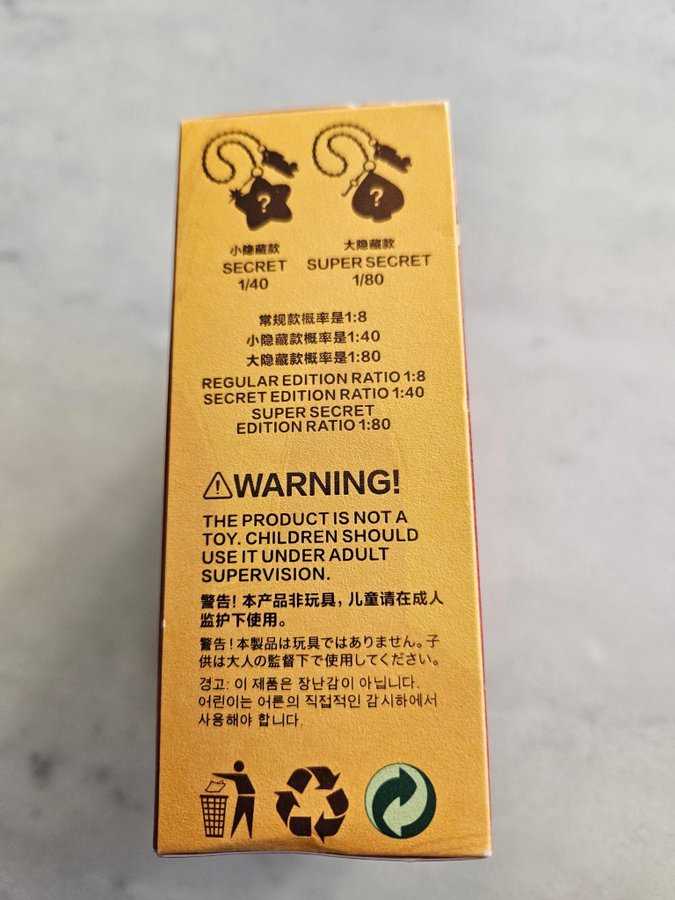 ?
?
小隐藏款
大隐藏款
SECRET
SUPER SECRET
1/40
1/80
常规款概率是1:8
小隐藏款概率是1:40
大隐藏款概率是1:80
REGULAR EDITION RATIO 1:8
SECRET EDITION RATIO 1:40
SUPER SECRET
EDITION RATIO 1:80
WARNING!
THE PRODUCT IS NOT A
TOY. CHILDREN SHOULD
USE IT UNDER ADULT
SUPERVISION.
警告! 本产品非玩具, 儿童请在成人
监护下使用。
警告! 本製品は玩具ではありません。子
供は大人の監督下で使用してください。
경고: 이 제품은 장난감이 아닙니다.
어린이는 어른의 직접적인 감시하에서
사용해야 합니다.